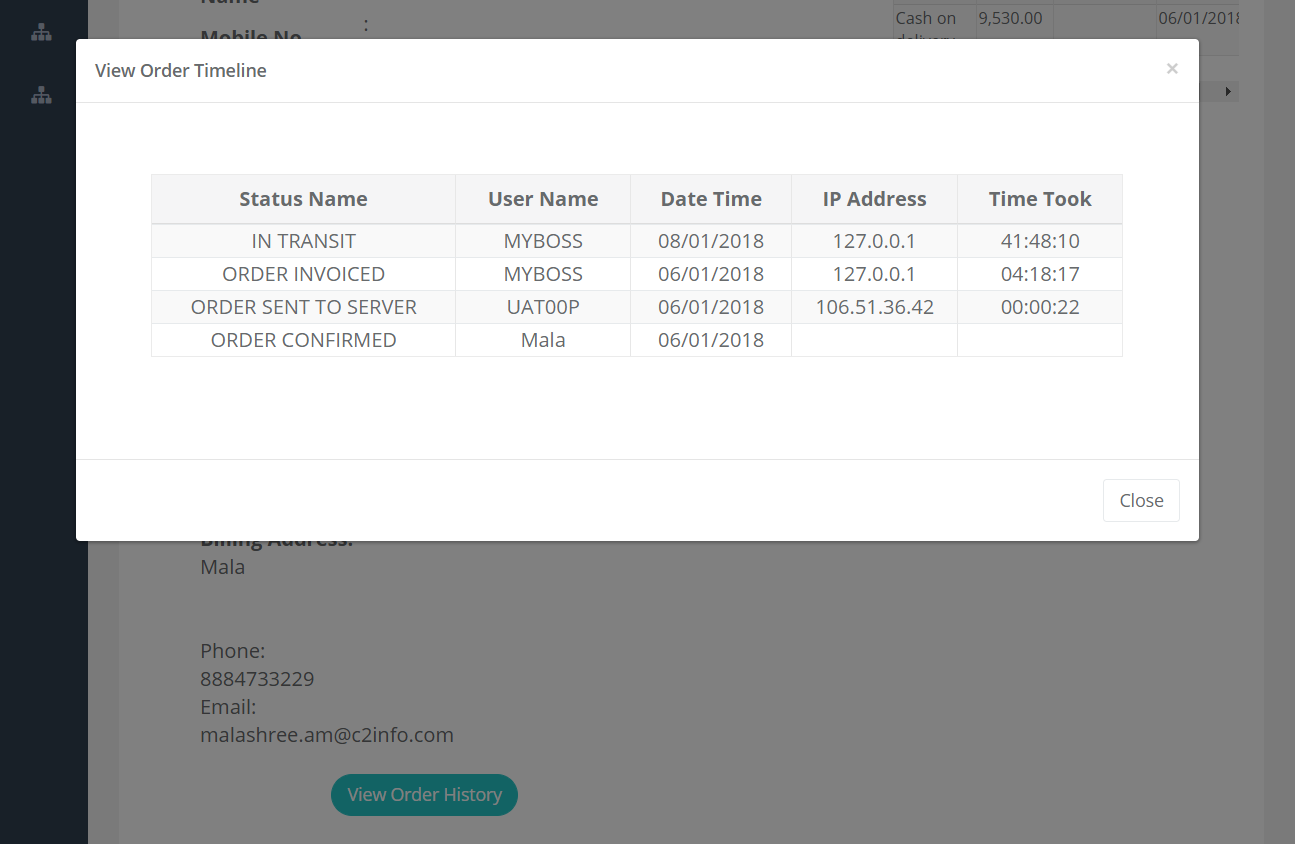 Name
Mobile No
:
Cash on 9,530.00 06/01/2018
delivery
View Order Timeline ×
Status Name User Name Date Time IP Address Time Took
IN TRANSIT MYBOSS 08/01/2018 127.0.0.1 41:48:10
ORDER INVOICED MYBOSS 06/01/2018 127.0.0.1 04:18:17
ORDER SENT TO SERVER UAT00P 06/01/2018 106.51.36.42 00:00:22
ORDER CONFIRMED Mala 06/01/2018
Close
Billing Address:
Mala
Phone:
8884733229
Email:
malashree.am@c2info.com
View Order History